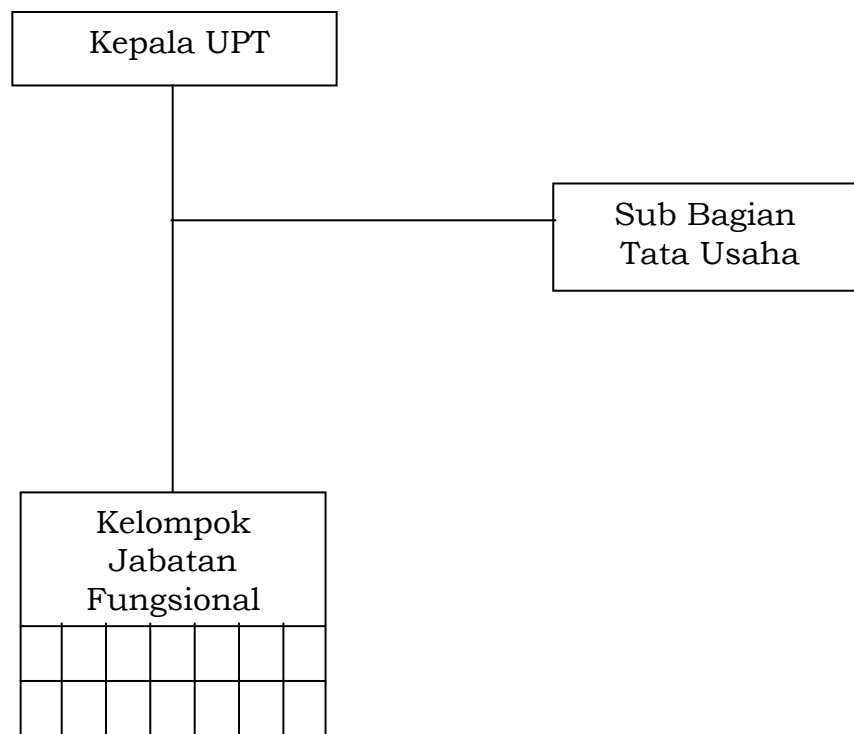 Kepala UPT
Sub Bagian
Tata Usaha
Kelompok
Jabatan
Fungsional